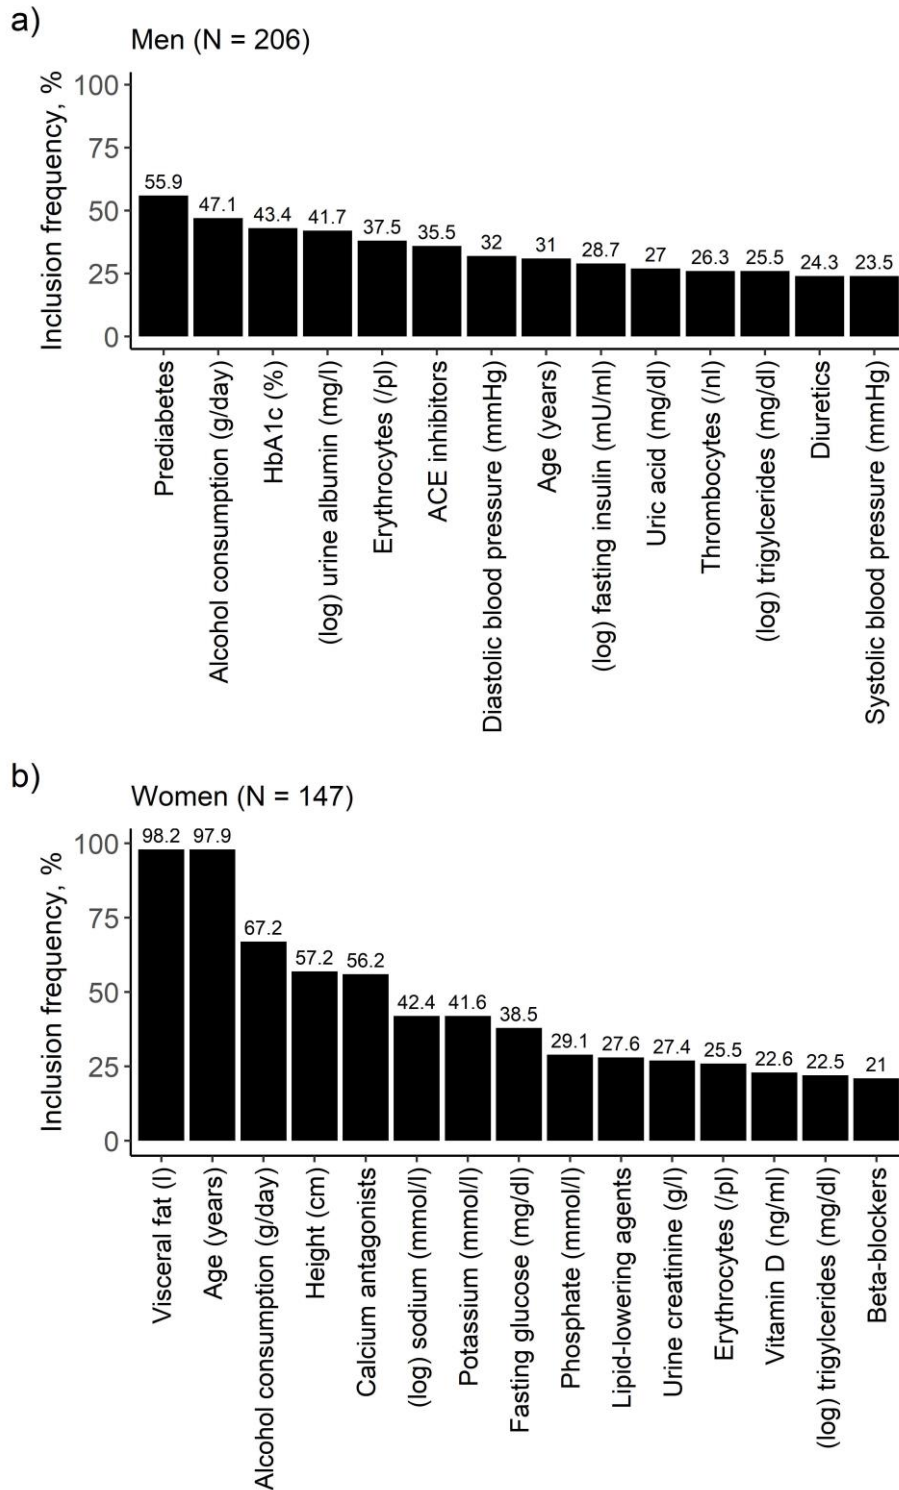 a)
Men (N = 206)
Inclusion frequency, %
100
75
50
25
0
55.9
47.1
43.4
41.7
37.5
35.5
32
31
28.7
27
26.3
25.5
24.3
23.5
Prediabetes
Alcohol consumption (g/day)
HbA1c (%)
(log) urine albumin (mg/l)
Erythrocytes (/pl)
ACE inhibitors
Diastolic blood pressure (mmHg)
Age (years)
(log) fasting insulin (mU/ml)
Uric acid (mg/dl)
Thrombocytes (/nl)
(log) trigylcerides (mg/dl)
Diuretics
Systolic blood pressure (mmHg)
b)
Women (N = 147)
Inclusion frequency, %
100
75
50
25
0
98.2
97.9
67.2
57.2
56.2
42.4
41.6
38.5
29.1
27.6
27.4
25.5
22.6
22.5
21
Visceral fat (l)
Age (years)
Alcohol consumption (g/day)
Height (cm)
Calcium antagonists
(log) sodium (mmol/l)
Potassium (mmol/l)
Fasting glucose (mg/dl)
Phosphate (mmol/l)
Lipid-lowering agents
Urine creatinine (g/l)
Erythrocytes (/pl)
Vitamin D (ng/ml)
(log) trigylcerides (mg/dl)
Beta-blockers